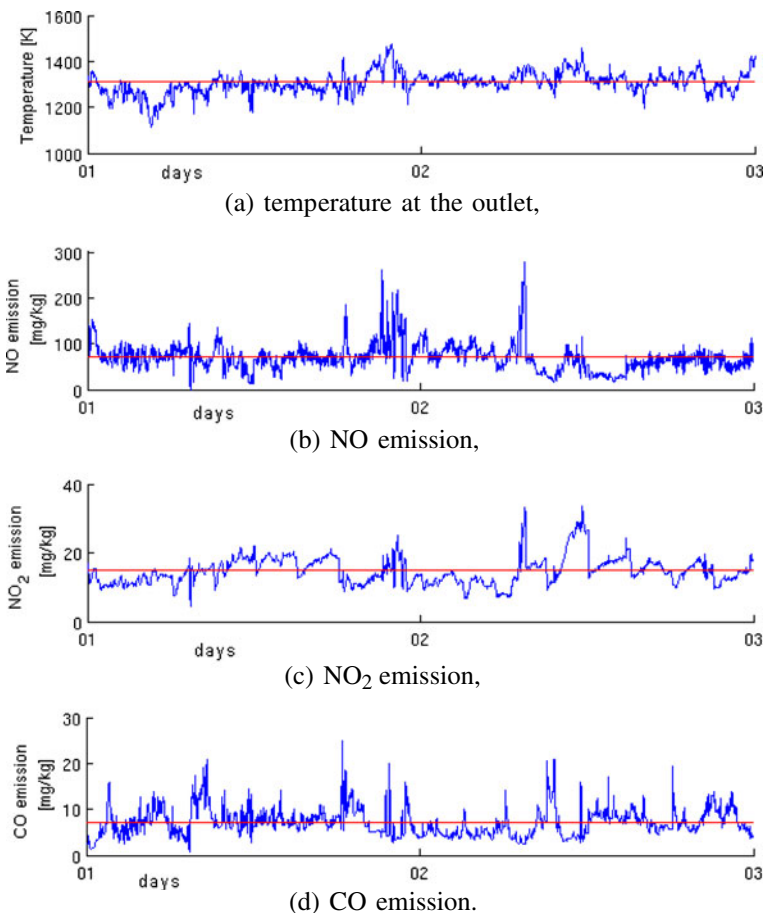 1600
1400
1200
1000
Temperature [K]
01
02
03
days
(a) temperature at the outlet,
300
200
100
0
NO emission
[mg/kg]
01
02
03
days
(b) NO emission,
40
20
0
NO2 emission
[mg/kg]
01
02
03
days
(c) NO2 emission,
30
20
10
0
CO emission
[mg/kg]
01
02
03
days
(d) CO emission.